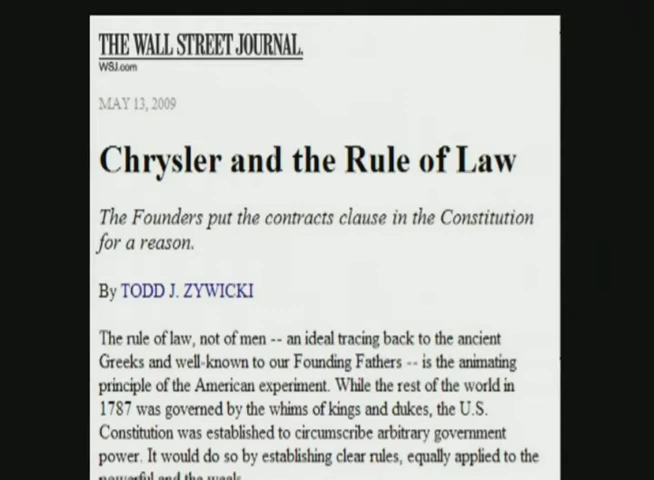 THE WALL STREET JOURNAL.
WSJ.com
MAY 13, 2009
Chrysler and the Rule of Law
The Founders put the contracts clause in the Constitution
for a reason.
By TODD J. ZYWICKI
The rule of law, not of men -- an ideal tracing back to the ancient
Greeks and well-known to our Founding Fathers -- is the animating
principle of the American experiment. While the rest of the world in
1787 was governed by the whims of kings and dukes, the U.S.
Constitution was established to circumscribe arbitrary government
power. It would do so by establishing clear rules, equally applied to the
powerful and the weak.